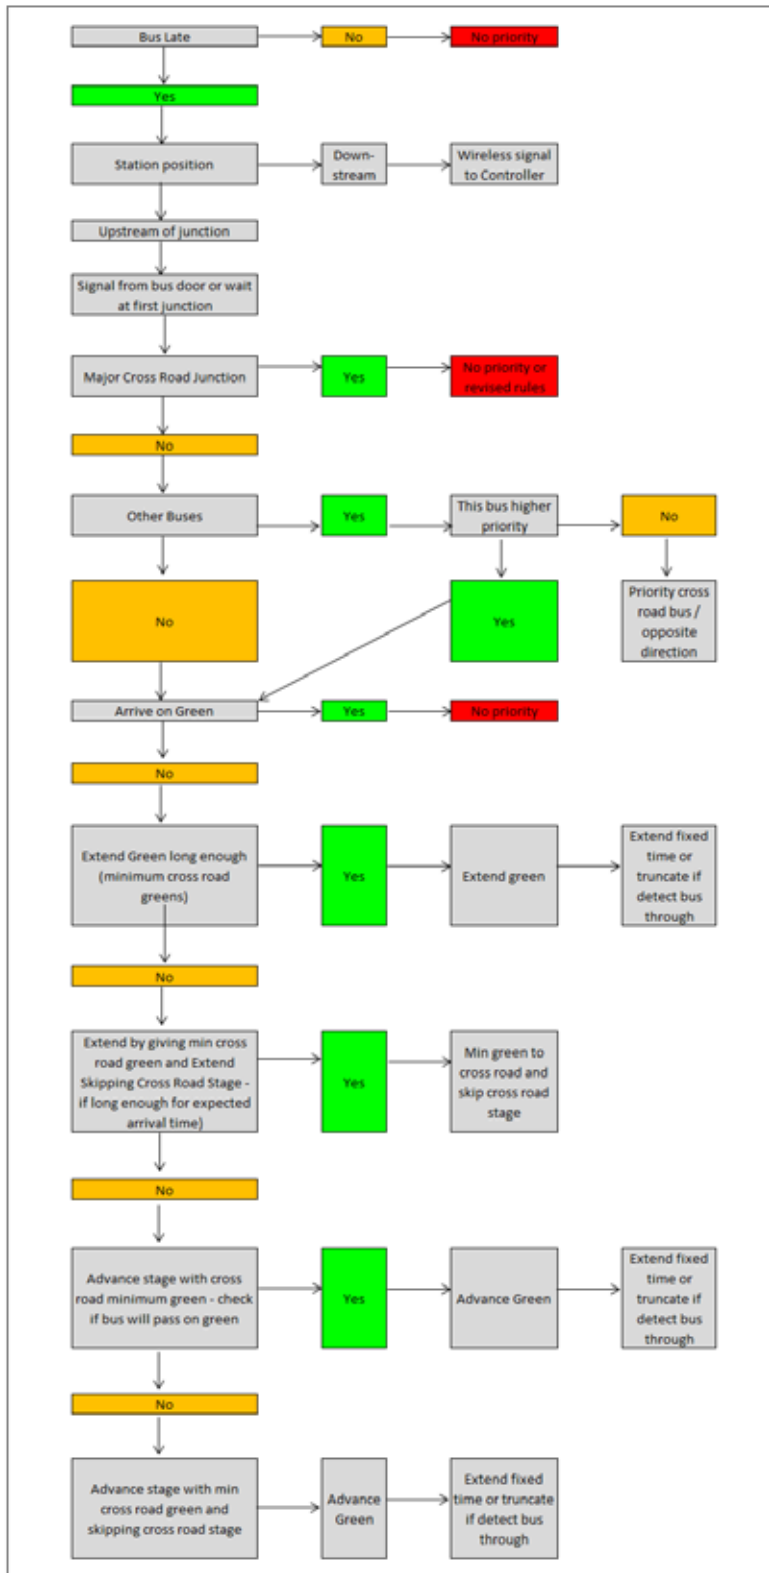 Bus Late
No
No priority
Yes
Station position
Down-
stream
Wireless signal
to Controller
Upstream of junction
Signal from bus door or wait
at first junction
Major Cross Road Junction
Yes
No priority or
revised rules
No
Other Buses
Yes
This bus higher
priority
No
No
Yes
Priority cross
road bus /
opposite
direction
Arrive on Green
Yes
No priority
No
Extend Green long enough
(minimum cross road
greens)
Yes
Extend green
Extend fixed
time or
truncate if
detect bus
through
No
Extend by giving min cross
road green and Extend
Skipping Cross Road Stage -
if long enough for expected
arrival time)
Yes
Min green to
cross road and
skip cross road
stage
No
Advance stage with cross
road minimum green - check
if bus will pass on green
Yes
Advance Green
Extend fixed
time or
truncate if
detect bus
through
No
Advance stage with min
cross road green and
skipping cross road stage
Advance
Green
Extend fixed
time or truncate
if detect bus
through